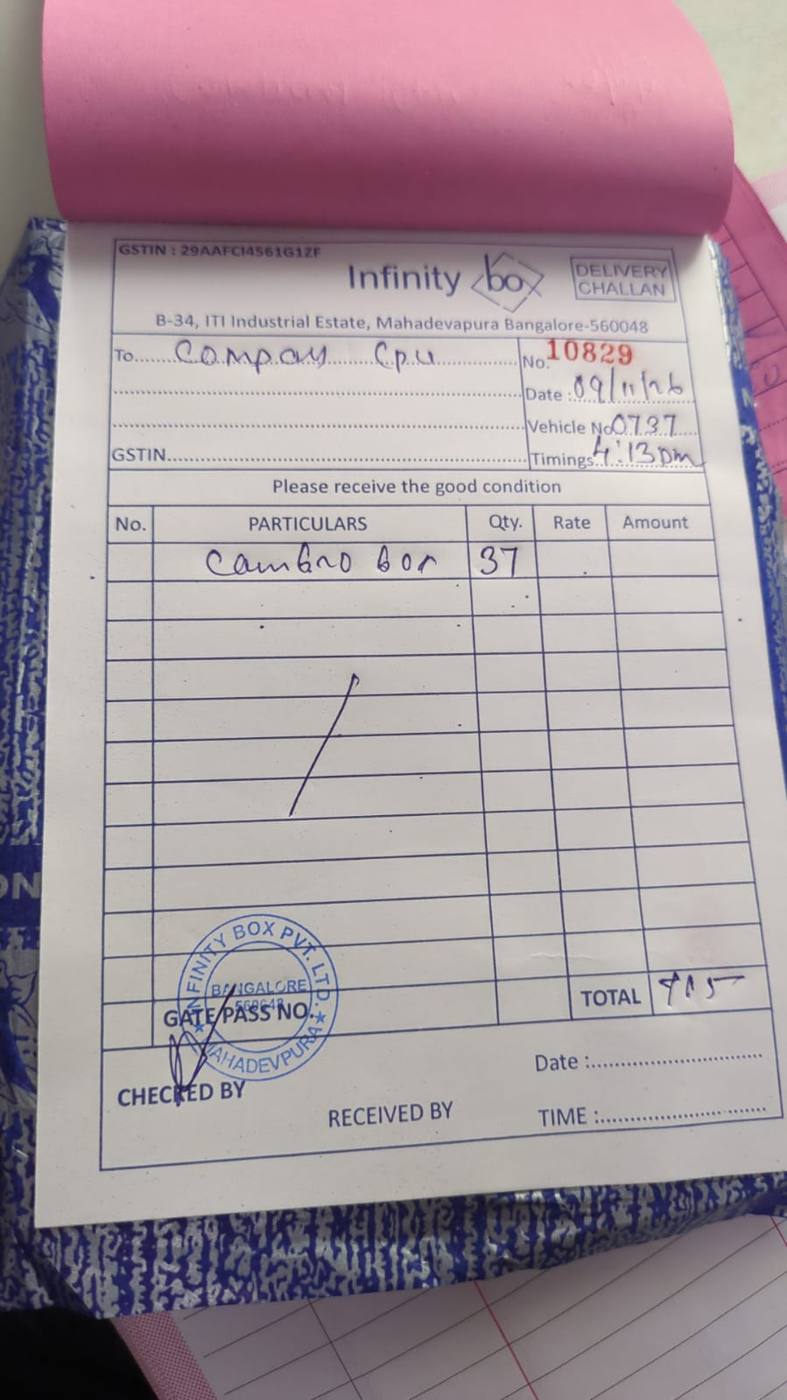 GSTIN : 29AAFCI4561G1ZF
Infinity box
DELIVERY
CHALLAN
B-34, ITI Industrial Estate, Mahadevapura Bangalore-560048
To Compay Cpu
No. 10829
Date : 09/11/26
Vehicle No 0737
GSTIN
Timings 4:13pm
Please receive the good condition
No. PARTICULARS Qty. Rate Amount
Cambro box 37
INFINITY BOX PVT. LTD.
BANGALORE
560048
MAHADEVPURA
TOTAL
GATE PASS NO.
Date :
CHECKED BY
RECEIVED BY
TIME :